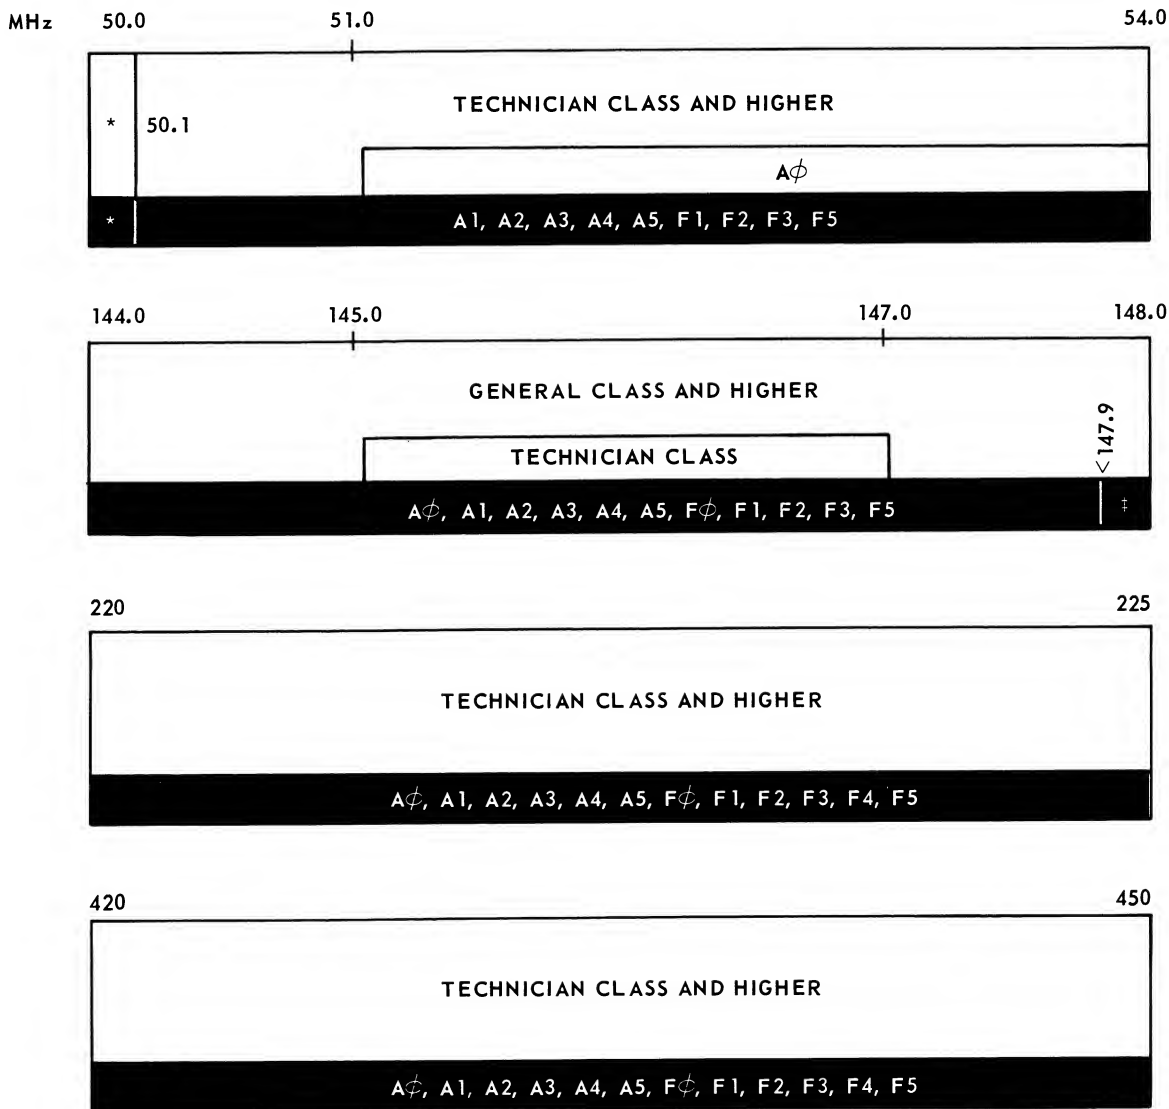 MHz 50.0 51.0 54.0
TECHNICIAN CLASS AND HIGHER
* 50.1
Aϕ
* A1, A2, A3, A4, A5, F1, F2, F3, F5
144.0 145.0 147.0 148.0
GENERAL CLASS AND HIGHER
<147.9
TECHNICIAN CLASS
Aϕ, A1, A2, A3, A4, A5, Fϕ, F1, F2, F3, F5 ‡
220 225
TECHNICIAN CLASS AND HIGHER
Aϕ, A1, A2, A3, A4, A5, Fϕ, F1, F2, F3, F4, F5
420 450
TECHNICIAN CLASS AND HIGHER
Aϕ, A1, A2, A3, A4, A5, Fϕ, F1, F2, F3, F4, F5